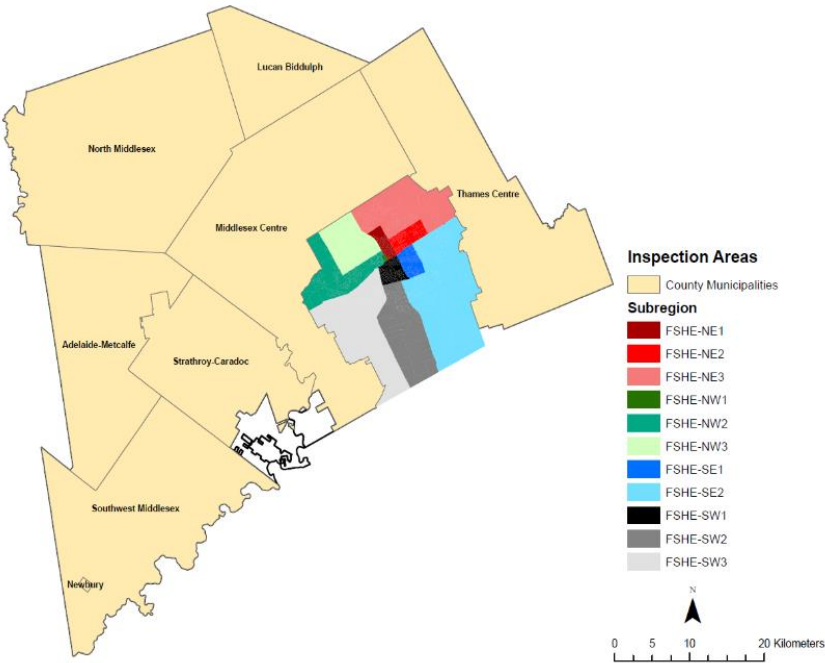 Lucan Biddulph
North Middlesex
Thames Centre
Middlesex Centre
Adelaide-Metcalfe
Strathroy-Caradoc
Southwest Middlesex
Newbury
Inspection Areas
County Municipalities
Subregion
FSHE-NE1
FSHE-NE2
FSHE-NE3
FSHE-NW1
FSHE-NW2
FSHE-NW3
FSHE-SE1
FSHE-SE2
FSHE-SW1
FSHE-SW2
FSHE-SW3
N
0 5 10 20 Kilometers